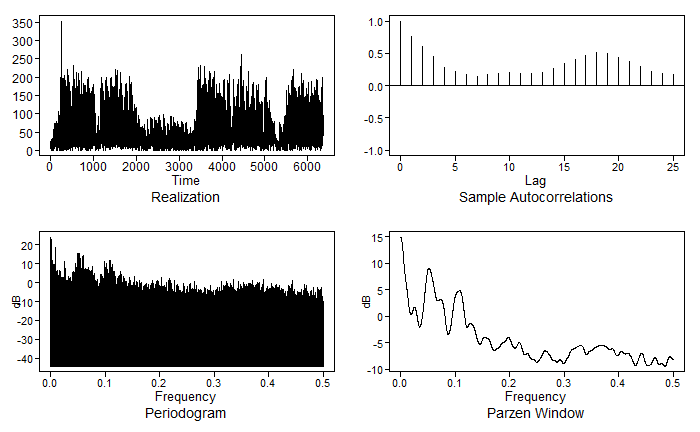 350
300
250
200
150
100
50
0
0 1000 2000 3000 4000 5000 6000
Time
Realization
1.0
0.5
0.0
-0.5
-1.0
0 5 10 15 20 25
Lag
Sample Autocorrelations
20
10
0
-10
-20
-30
-40
dB
0.0 0.1 0.2 0.3 0.4 0.5
Frequency
Periodogram
15
10
5
0
-5
-10
dB
0.0 0.1 0.2 0.3 0.4 0.5
Frequency
Parzen Window